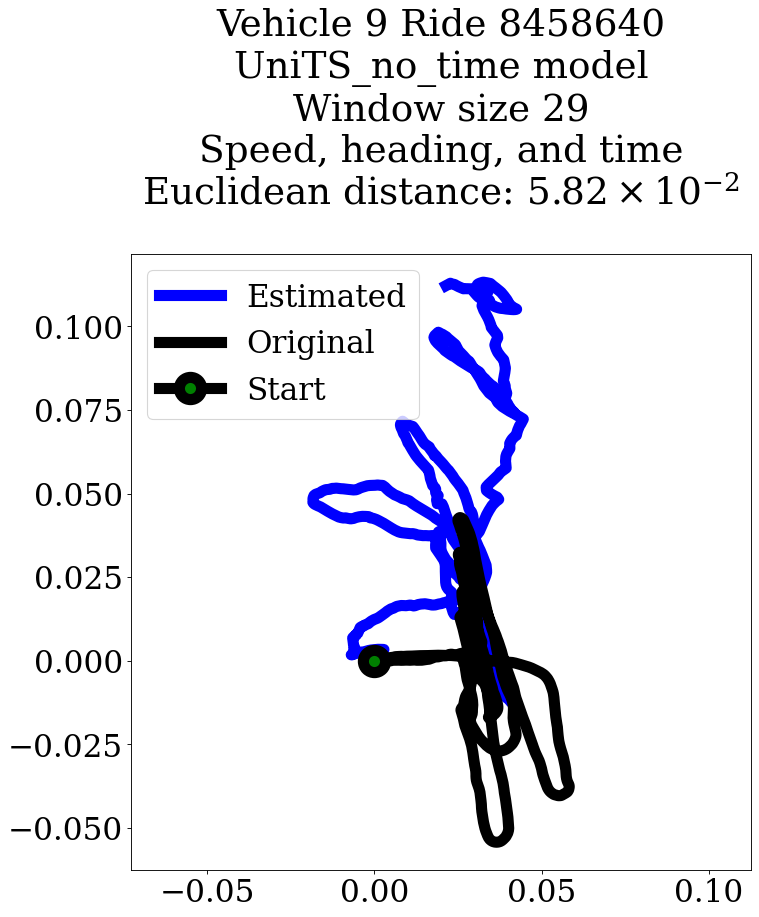 Vehicle 9 Ride 8458640
UniTS_no_time model
Window size 29
Speed, heading, and time
Euclidean distance: 5.82 × 10⁻²
Estimated
Original
Start
0.100
0.075
0.050
0.025
0.000
−0.025
−0.050
−0.05 0.00 0.05 0.10